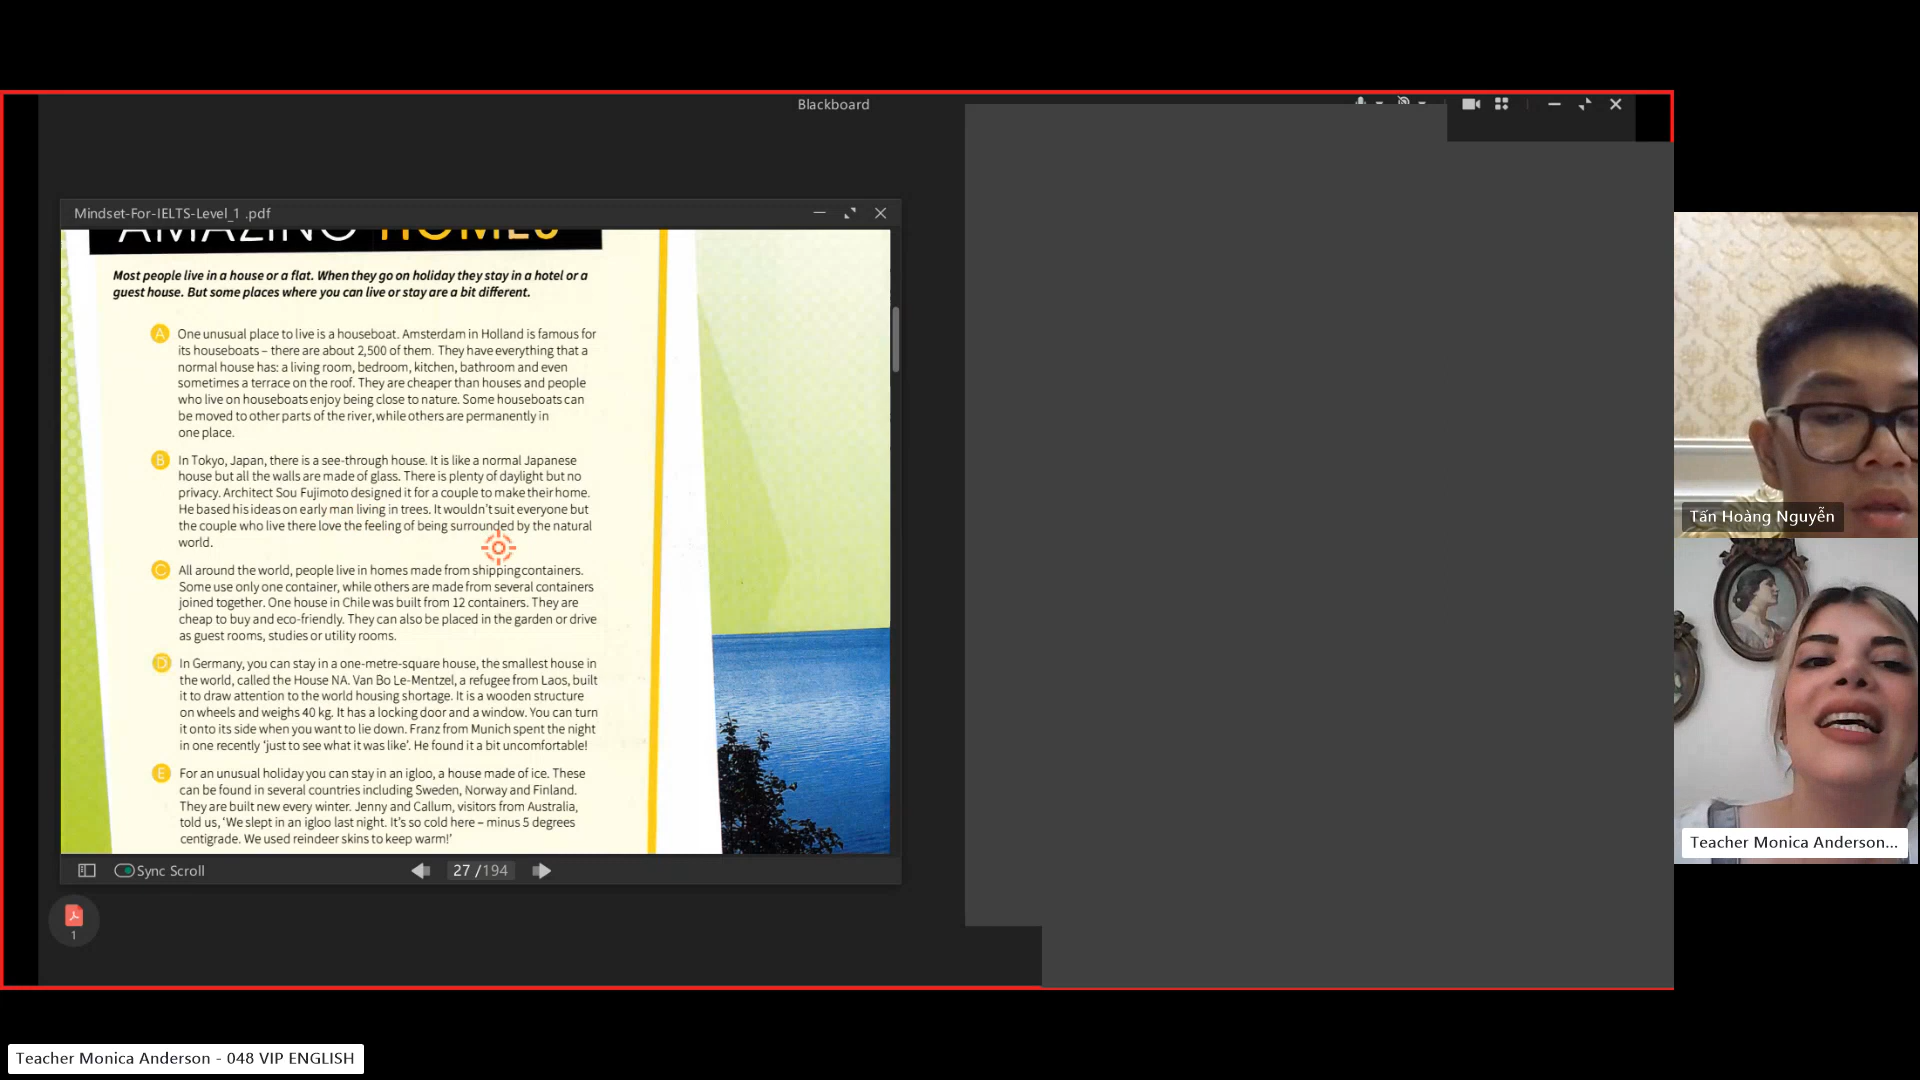 Blackboard
Mindset-For-IELTS-Level_1 .pdf
AMAZING HOMES
Most people live in a house or a flat. When they go on holiday they stay in a hotel or a
guest house. But some places where you can live or stay are a bit different.
A One unusual place to live is a houseboat. Amsterdam in Holland is famous for
its houseboats – there are about 2,500 of them. They have everything that a
normal house has: a living room, bedroom, kitchen, bathroom and even
sometimes a terrace on the roof. They are cheaper than houses and people
who live on houseboats enjoy being close to nature. Some houseboats can
be moved to other parts of the river, while others are permanently in
one place.
B In Tokyo, Japan, there is a see-through house. It is like a normal Japanese
house but all the walls are made of glass. There is plenty of daylight but no
privacy. Architect Sou Fujimoto designed it for a couple to make their home.
He based his ideas on early man living in trees. It wouldn't suit everyone but
the couple who live there love the feeling of being surrounded by the natural
world.
C All around the world, people live in homes made from shipping containers.
Some use only one container, while others are made from several containers
joined together. One house in Chile was built from 12 containers. They are
cheap to buy and eco-friendly. They can also be placed in the garden or drive
as guest rooms, studies or utility rooms.
D In Germany, you can stay in a one-metre-square house, the smallest house in
the world, called the House NA. Van Bo Le-Mentzel, a refugee from Laos, built
it to draw attention to the world housing shortage. It is a wooden structure
on wheels and weighs 40 kg. It has a locking door and a window. You can turn
it onto its side when you want to lie down. Franz from Munich spent the night
in one recently 'just to see what it was like'. He found it a bit uncomfortable!
E For an unusual holiday you can stay in an igloo, a house made of ice. These
can be found in several countries including Sweden, Norway and Finland.
They are built new every winter. Jenny and Callum, visitors from Australia,
told us, 'We slept in an igloo last night. It's so cold here – minus 5 degrees
centigrade. We used reindeer skins to keep warm!'
Sync Scroll
27 /194
1
Tấn Hoàng Nguyễn
Teacher Monica Anderson...
Teacher Monica Anderson - 048 VIP ENGLISH